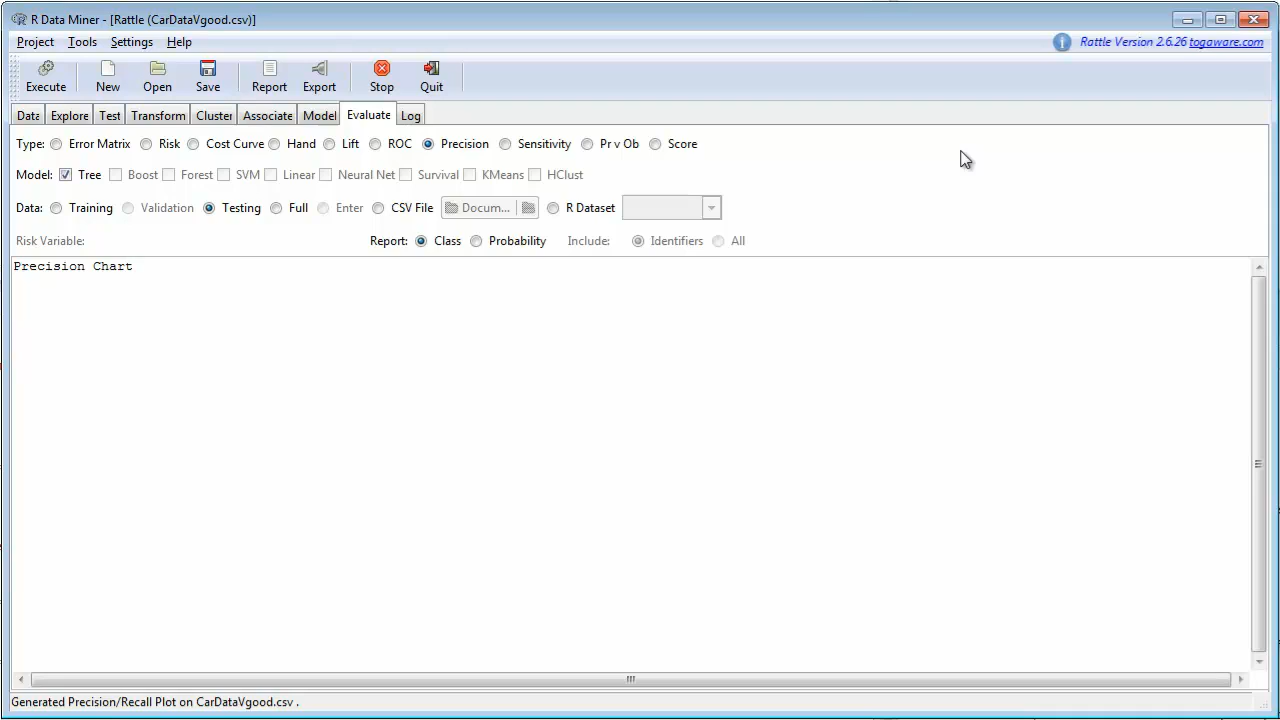 R Data Miner - [Rattle (CarDataVgood.csv)]
Project Tools Settings Help Rattle Version 2.6.26 togaware.com
Execute New Open Save Report Export Stop Quit
Data Explore Test Transform Cluster Associate Model Evaluate Log
Type: Error Matrix Risk Cost Curve Hand Lift ROC Precision Sensitivity Pr v Ob Score
Model: Tree Boost Forest SVM Linear Neural Net Survival KMeans HClust
Data: Training Validation Testing Full Enter CSV File Docum... R Dataset
Risk Variable: Report: Class Probability Include: Identifiers All
Precision Chart
Generated Precision/Recall Plot on CarDataVgood.csv .